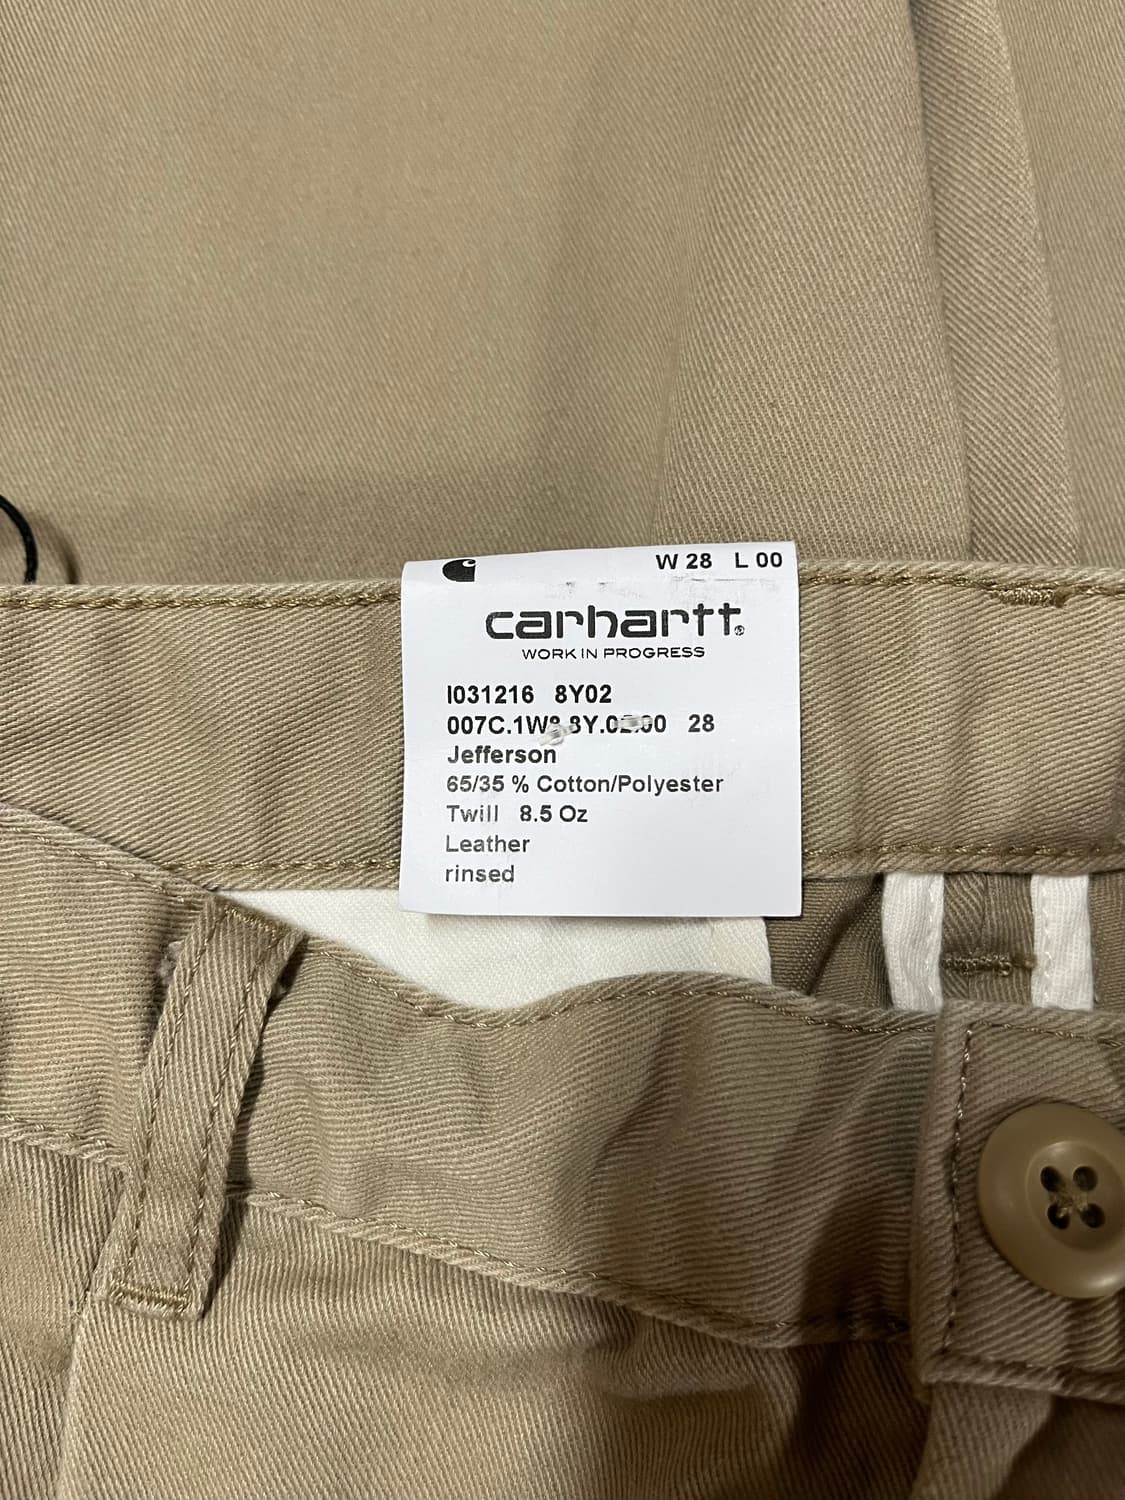 W 28 L 00
carhartt®
WORK IN PROGRESS
I031216 8Y02
28
Jefferson
65/35 % Cotton/Polyester
Twill 8.5 Oz
Leather
rinsed